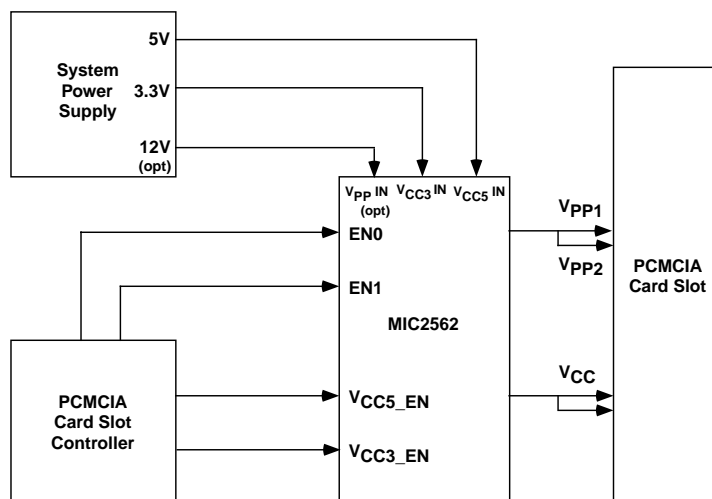 5V
System
Power
Supply
3.3V
12V
(opt)
VPP IN
(opt)
VCC3 IN
VCC5 IN
EN0
EN1
MIC2562
VCC5_EN
VCC3_EN
PCMCIA
Card Slot
Controller
VPP1
VPP2
VCC
PCMCIA
Card Slot